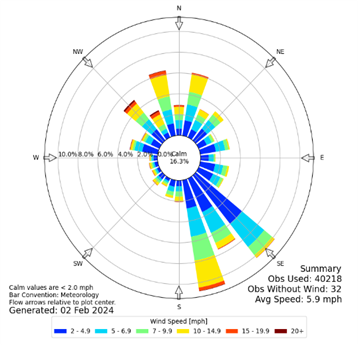 N
NW
NE
Calm
16.3%
W
10.0% 8.0% 6.0% 4.0% 2.0% 0.0%
E
SW
SE
S
Calm values are < 2.0 mph
Bar Convention: Meteorology
Flow arrows relative to plot center.
Generated: 02 Feb 2024
Summary
Obs Used: 40218
Obs Without Wind: 32
Avg Speed: 5.9 mph
Wind Speed [mph]
2 - 4.9 5 - 6.9 7 - 9.9 10 - 14.9 15 - 19.9 20+